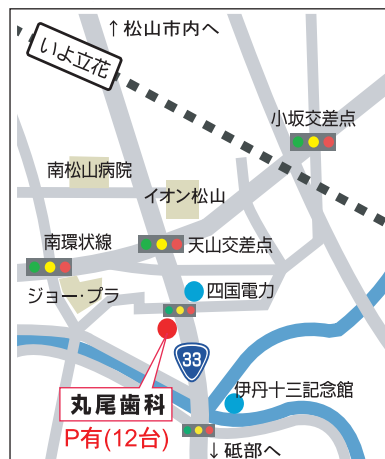 ↑松山市内へ
いよ立花
小坂交差点
南松山病院
イオン松山
南環状線
天山交差点
ジョー・プラ
四国電力
33
丸尾歯科
P有(12台)
伊丹十三記念館
↓砥部へ